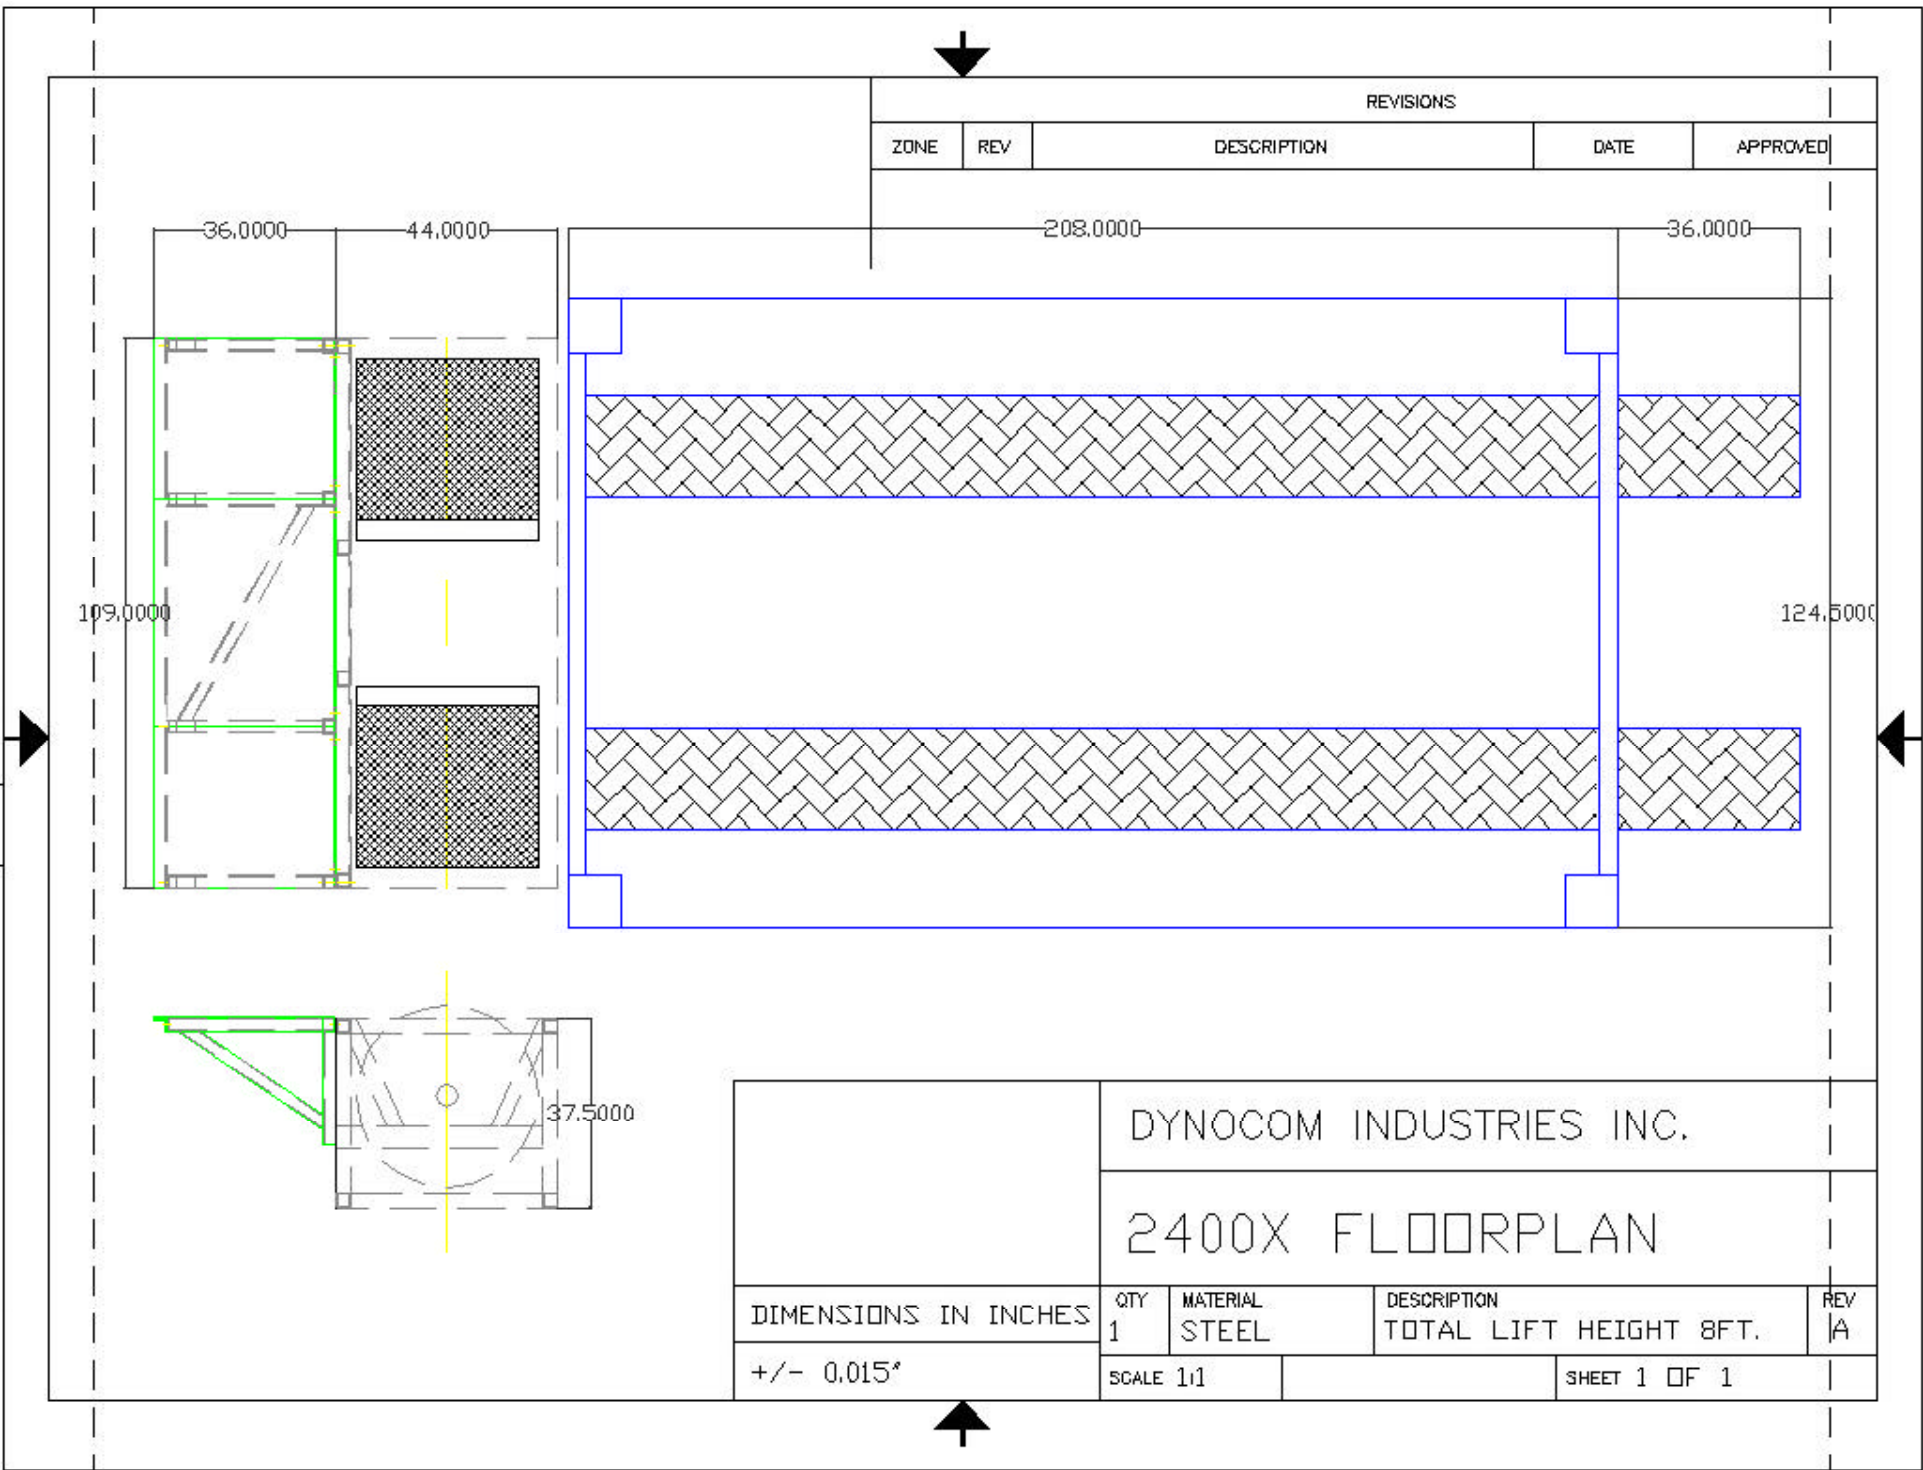 REVISIONS
ZONE REV DESCRIPTION DATE APPROVED
36.0000 44.0000 208.0000 36.0000
109.0000 124.5000
37.5000
DYNOCOM INDUSTRIES INC.
2400X FLOORPLAN
DIMENSIONS IN INCHES
+/- 0.015"
QTY MATERIAL DESCRIPTION REV
1 STEEL TOTAL LIFT HEIGHT 8FT. A
SCALE 1:1 SHEET 1 OF 1